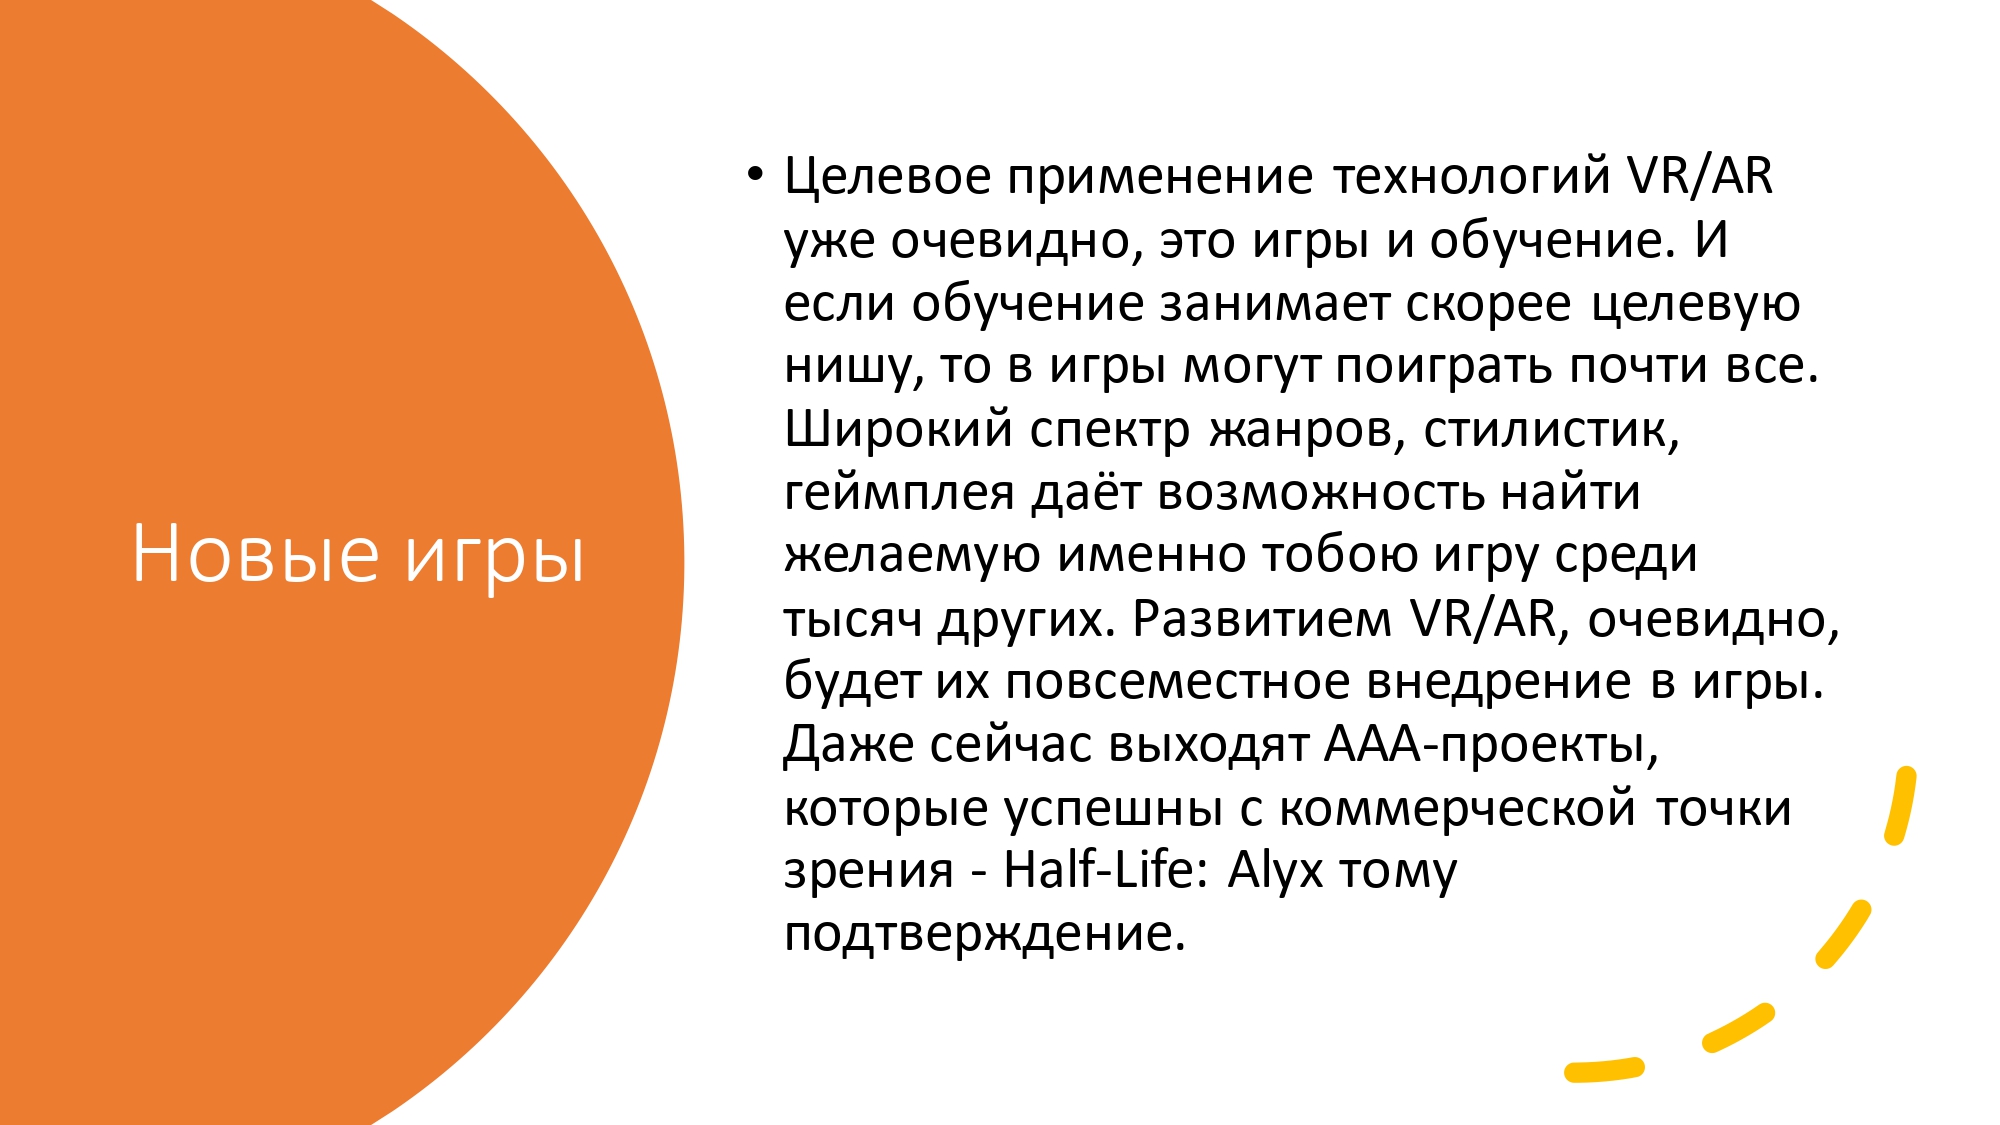 Новые игры
• Целевое применение технологий VR/AR
уже очевидно, это игры и обучение. И
если обучение занимает скорее целевую
нишу, то в игры могут поиграть почти все.
Широкий спектр жанров, стилистик,
геймплея даёт возможность найти
желаемую именно тобою игру среди
тысяч других. Развитием VR/AR, очевидно,
будет их повсеместное внедрение в игры.
Даже сейчас выходят ААА-проекты,
которые успешны с коммерческой точки
зрения - Half-Life: Alyx тому
подтверждение.